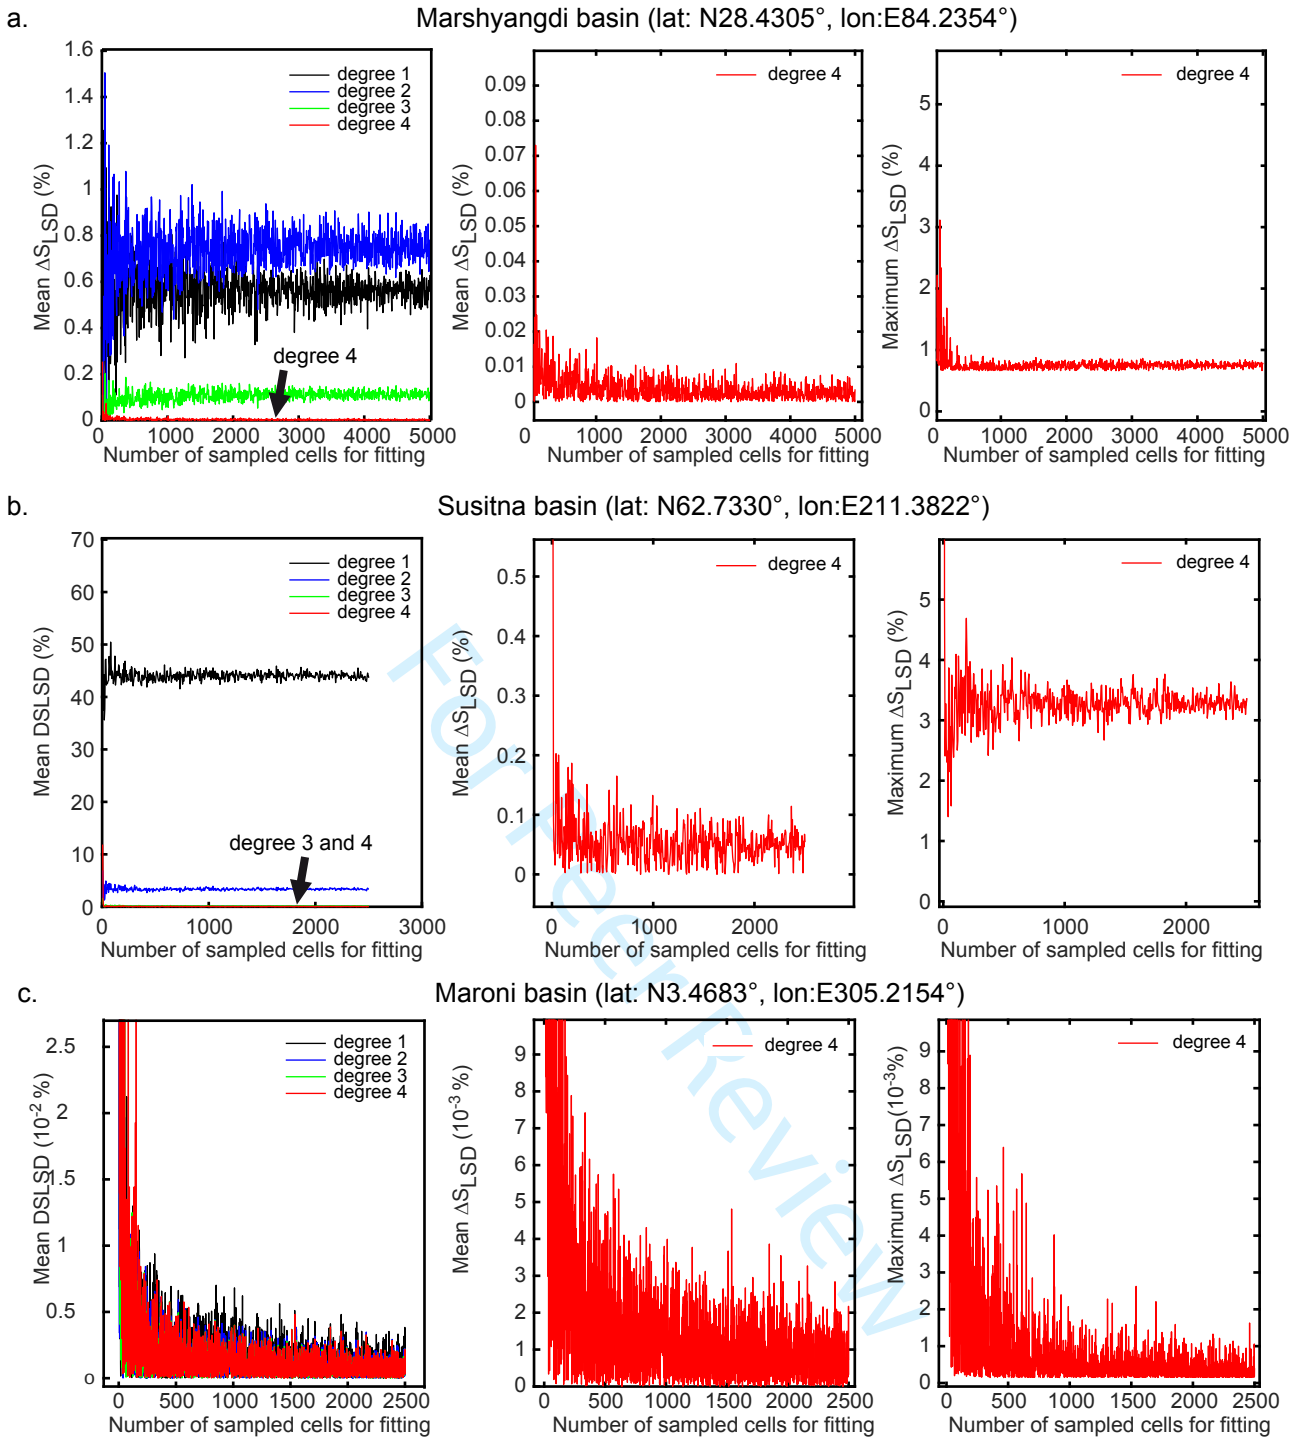 a.
Marshyangdi basin (lat: N28.4305°, lon:E84.2354°)
Mean ΔS_LSD (%)
1.6
1.4
1.2
1
0.8
0.6
0.4
0.2
0
degree 1
degree 2
degree 3
degree 4
degree 4
0 1000 2000 3000 4000 5000
Number of sampled cells for fitting
Mean ΔS_LSD (%)
0.09
0.08
0.07
0.06
0.05
0.04
0.03
0.02
0.01
0
degree 4
0 1000 2000 3000 4000 5000
Number of sampled cells for fitting
Maximum ΔS_LSD (%)
5
4
3
2
1
0
degree 4
0 1000 2000 3000 4000 5000
Number of sampled cells for fitting
b.
Susitna basin (lat: N62.7330°, lon:E211.3822°)
Mean DSLSD (%)
70
60
50
40
30
20
10
0
degree 1
degree 2
degree 3
degree 4
degree 3 and 4
0 1000 2000 3000
Number of sampled cells for fitting
Mean ΔS_LSD (%)
0.5
0.4
0.3
0.2
0.1
0
degree 4
0 1000 2000
Number of sampled cells for fitting
Maximum ΔS_LSD (%)
5
4
3
2
1
0
degree 4
0 1000 2000
Number of sampled cells for fitting
c.
Maroni basin (lat: N3.4683°, lon:E305.2154°)
Mean DSLSD (10⁻² %)
2.5
2
1.5
1
0.5
0
degree 1
degree 2
degree 3
degree 4
0 500 1000 1500 2000 2500
Number of sampled cells for fitting
Mean ΔS_LSD (10⁻³ %)
9
8
7
6
5
4
3
2
1
0
degree 4
0 500 1000 1500 2000 2500
Number of sampled cells for fitting
Maximum ΔS_LSD(10⁻³%)
9
8
7
6
5
4
3
2
1
0
degree 4
0 500 1000 1500 2000 2500
Number of sampled cells for fitting
For Peer Review